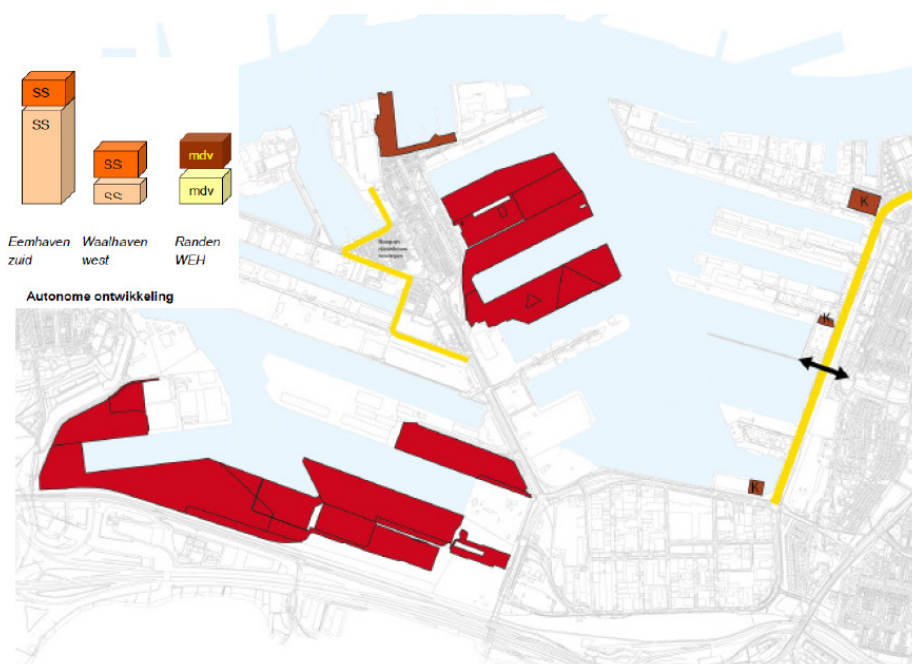 SS
SS
SS
SS
mdv
mdv
Eemhaven
zuid
Waalhaven
west
Randen
WEH
Autonome ontwikkeling
K
K
K